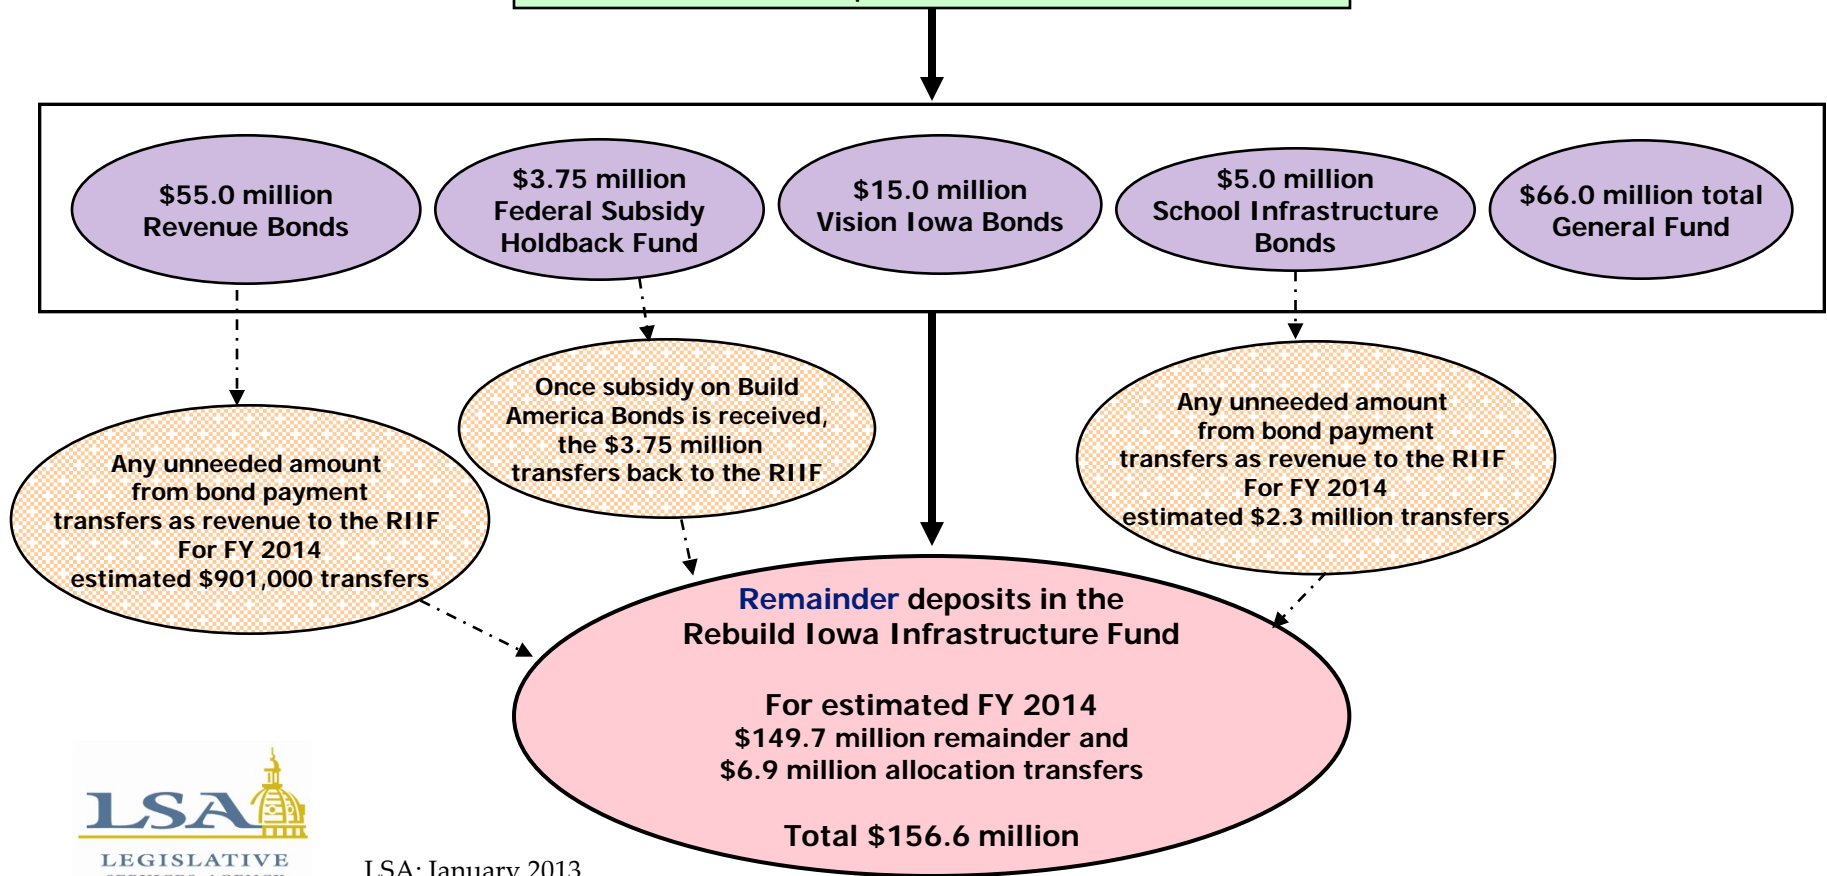 $55.0 million
Revenue Bonds
$3.75 million
Federal Subsidy
Holdback Fund
$15.0 million
Vision Iowa Bonds
$5.0 million
School Infrastructure
Bonds
$66.0 million total
General Fund
Any unneeded amount
from bond payment
transfers as revenue to the RIIF
For FY 2014
estimated $901,000 transfers
Once subsidy on Build
America Bonds is received,
the $3.75 million
transfers back to the RIIF
Any unneeded amount
from bond payment
transfers as revenue to the RIIF
For FY 2014
estimated $2.3 million transfers
Remainder deposits in the
Rebuild Iowa Infrastructure Fund
For estimated FY 2014
$149.7 million remainder and
$6.9 million allocation transfers
Total $156.6 million
LSA
LEGISLATIVE
SERVICES AGENCY
LSA: January 2013